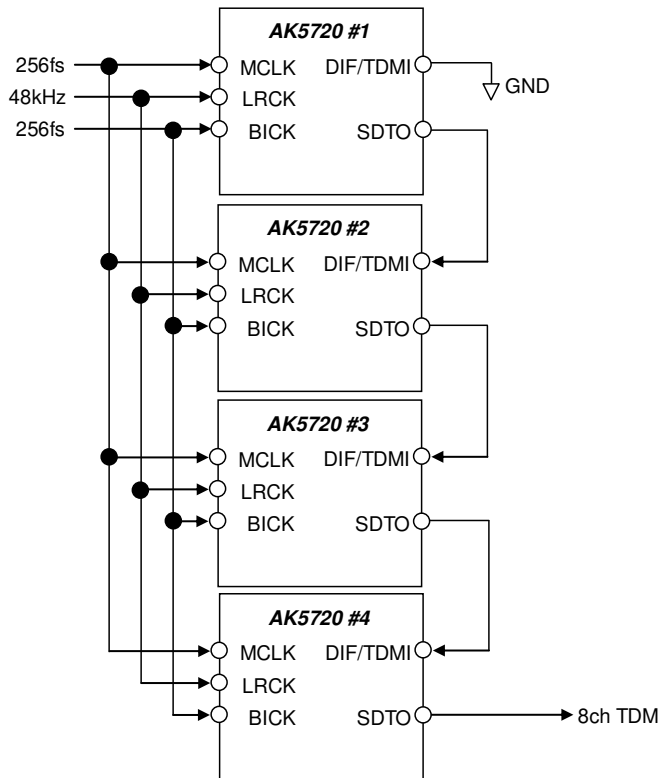 AK5720 #1
256fs MCLK DIF/TDMI
GND
48kHz LRCK
256fs BICK SDTO
AK5720 #2
MCLK DIF/TDMI
LRCK
BICK SDTO
AK5720 #3
MCLK DIF/TDMI
LRCK
BICK SDTO
AK5720 #4
MCLK DIF/TDMI
LRCK
BICK SDTO 8ch TDM